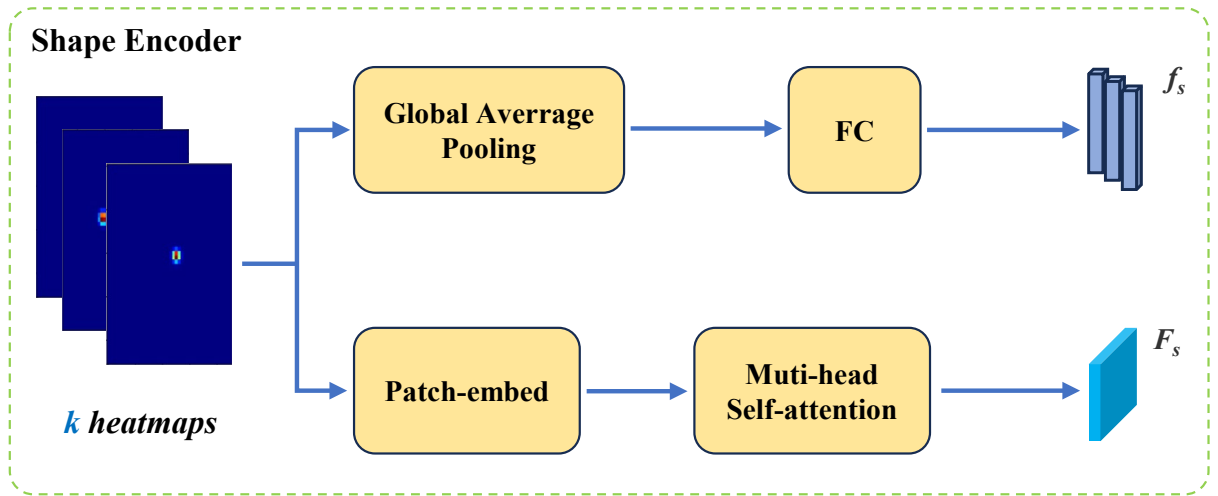 Shape Encoder
Global Averrage
Pooling
FC
f_s
k heatmaps
Patch-embed
Muti-head
Self-attention
F_s